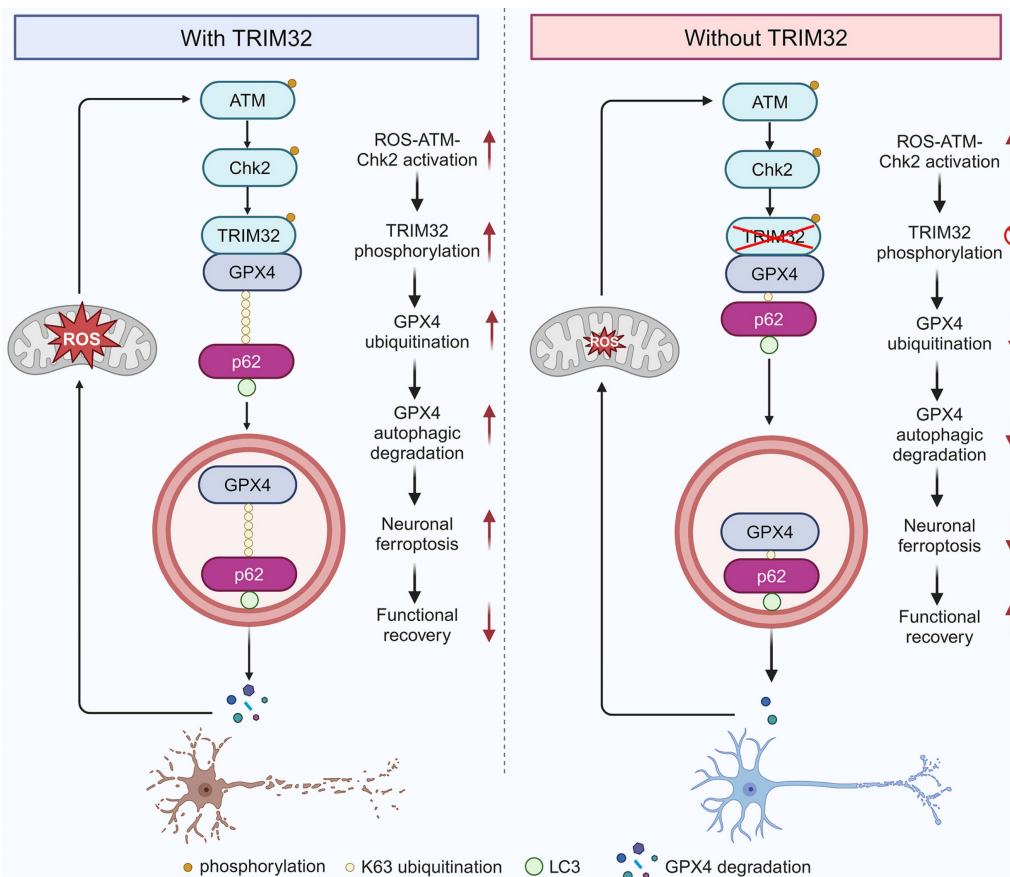 With TRIM32
ATM
Chk2
TRIM32
GPX4
p62
ROS
GPX4
p62
ROS-ATM-
Chk2 activation
TRIM32
phosphorylation
GPX4
ubiquitination
GPX4
autophagic
degradation
Neuronal
ferroptosis
Functional
recovery
Without TRIM32
ATM
Chk2
TRIM32
GPX4
p62
ROS
GPX4
p62
ROS-ATM-
Chk2 activation
TRIM32
phosphorylation
GPX4
ubiquitination
GPX4
autophagic
degradation
Neuronal
ferroptosis
Functional
recovery
phosphorylation
K63 ubiquitination
LC3
GPX4 degradation